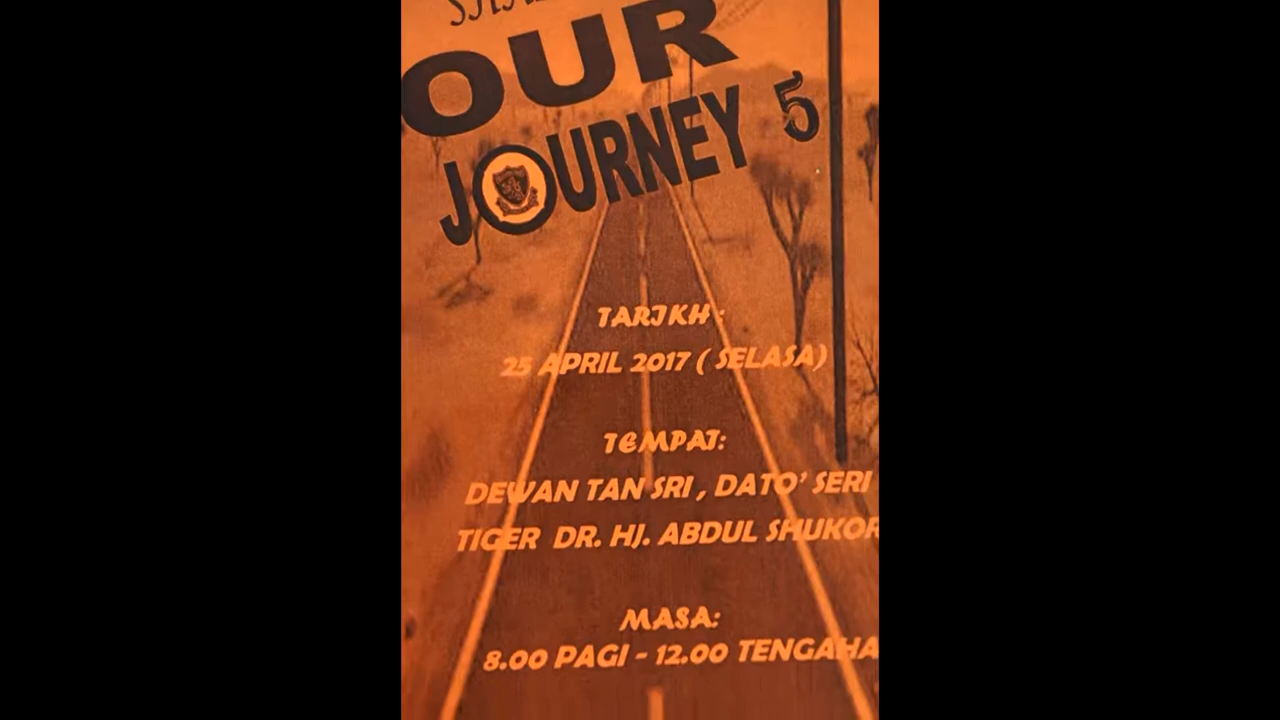 OUR
JOURNEY 5
TARIKH :
25 APRIL 2017 ( SELASA)
TEMPAT:
DEWAN TAN SRI , DATO' SERI
TIGER DR. HJ. ABDUL SHUKOR
MASA:
8.00 PAGI - 12.00